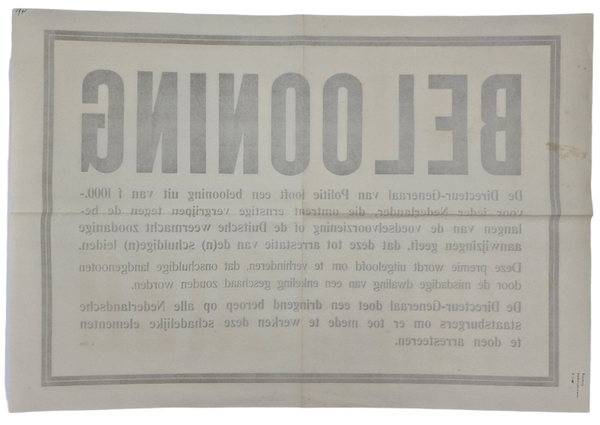 BELOONING
De Directeur-Generaal van Politie looft een belooning uit van f 1000.-
voor ieder Nederlander, die omtrent ernstige vergrijpen tegen de be-
langen van de voedselvoorziening of de Duitsche weermacht zoodanige
aanwijzingen geeft, dat deze tot arrestatie van de(n) schuldige(n) leiden.
Deze premie wordt uitgeloofd om te verhinderen, dat onschuldige landgenooten
door de misdadige dwaling van een enkeling geschaad zouden worden.
De Directeur-Generaal doet een dringend beroep op alle Nederlandsche
staatsburgers om er toe mede te werken deze schadelijke elementen
te doen arresteeren.